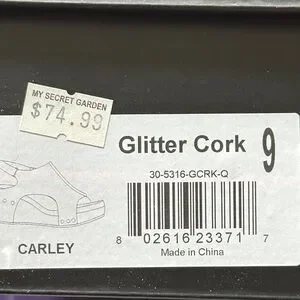 MY SECRET GARDEN
$74.99
Glitter Cork 9
30-5316-GCRK-Q
CARLEY
8 02616 23371 7
Made in China